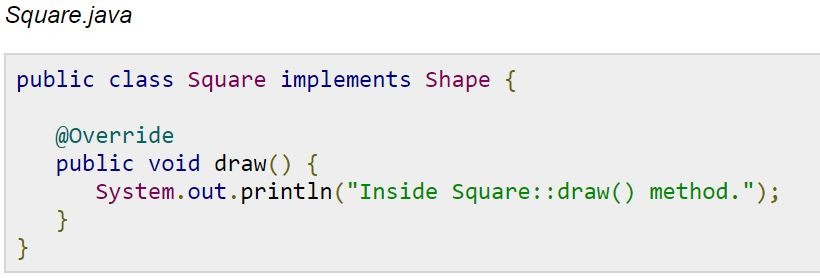 Square.java
public class Square implements Shape {
@Override
public void draw() {
System.out.println("Inside Square::draw() method.");
}
}